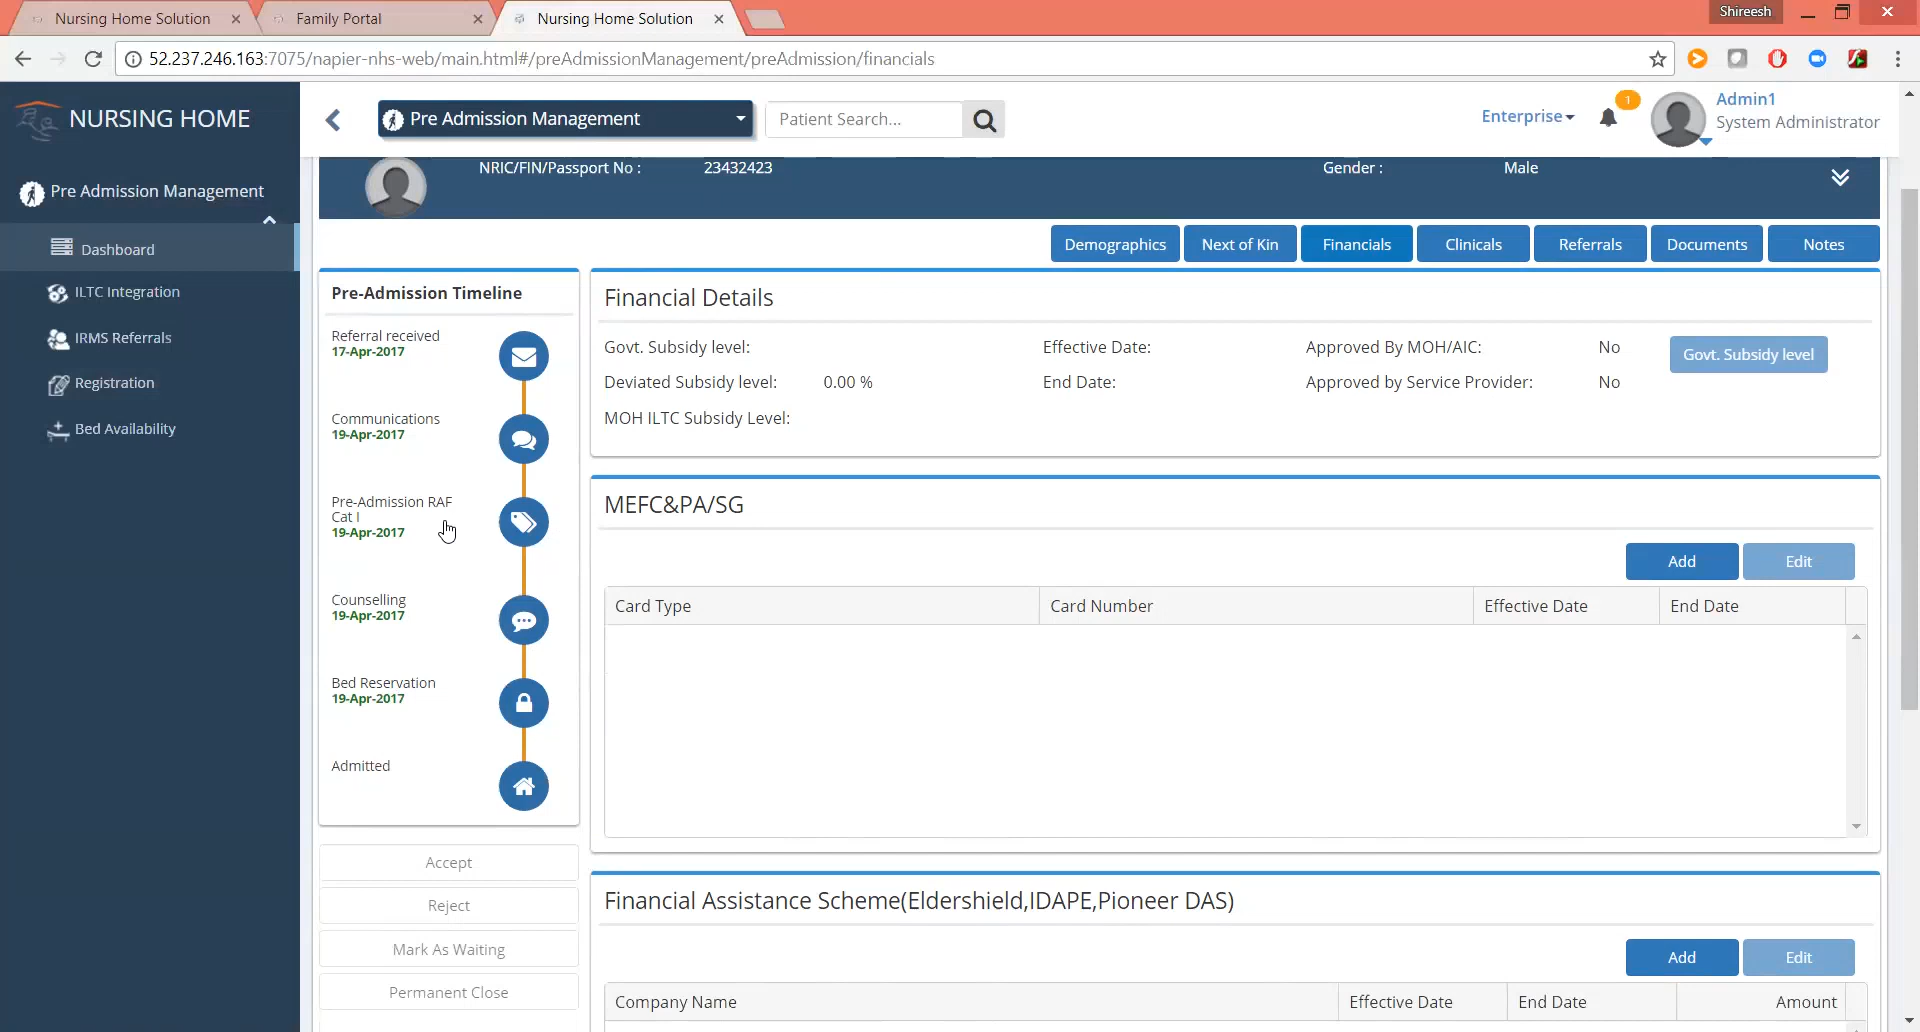 Nursing Home Solution
Family Portal
Nursing Home Solution
Shireesh
52.237.246.163:7075/napier-nhs-web/main.html#/preAdmissionManagement/preAdmission/financials
NURSING HOME
Pre Admission Management
Patient Search...
Enterprise
1
Admin1
System Administrator
Pre Admission Management
Dashboard
ILTC Integration
IRMS Referrals
Registration
Bed Availability
NRIC/FIN/Passport No : 23432423 Gender : Male
Demographics Next of Kin Financials Clinicals Referrals Documents Notes
Pre-Admission Timeline
Referral received
17-Apr-2017
Communications
19-Apr-2017
Pre-Admission RAF
Cat I
19-Apr-2017
Counselling
19-Apr-2017
Bed Reservation
19-Apr-2017
Admitted
Accept
Reject
Mark As Waiting
Permanent Close
Financial Details
Govt. Subsidy level: Effective Date: Approved By MOH/AIC: No Govt. Subsidy level
Deviated Subsidy level: 0.00 % End Date: Approved by Service Provider: No
MOH ILTC Subsidy Level:
MEFC&PA/SG
Add Edit
Card Type Card Number Effective Date End Date
Financial Assistance Scheme(Eldershield,IDAPE,Pioneer DAS)
Add Edit
Company Name Effective Date End Date Amount